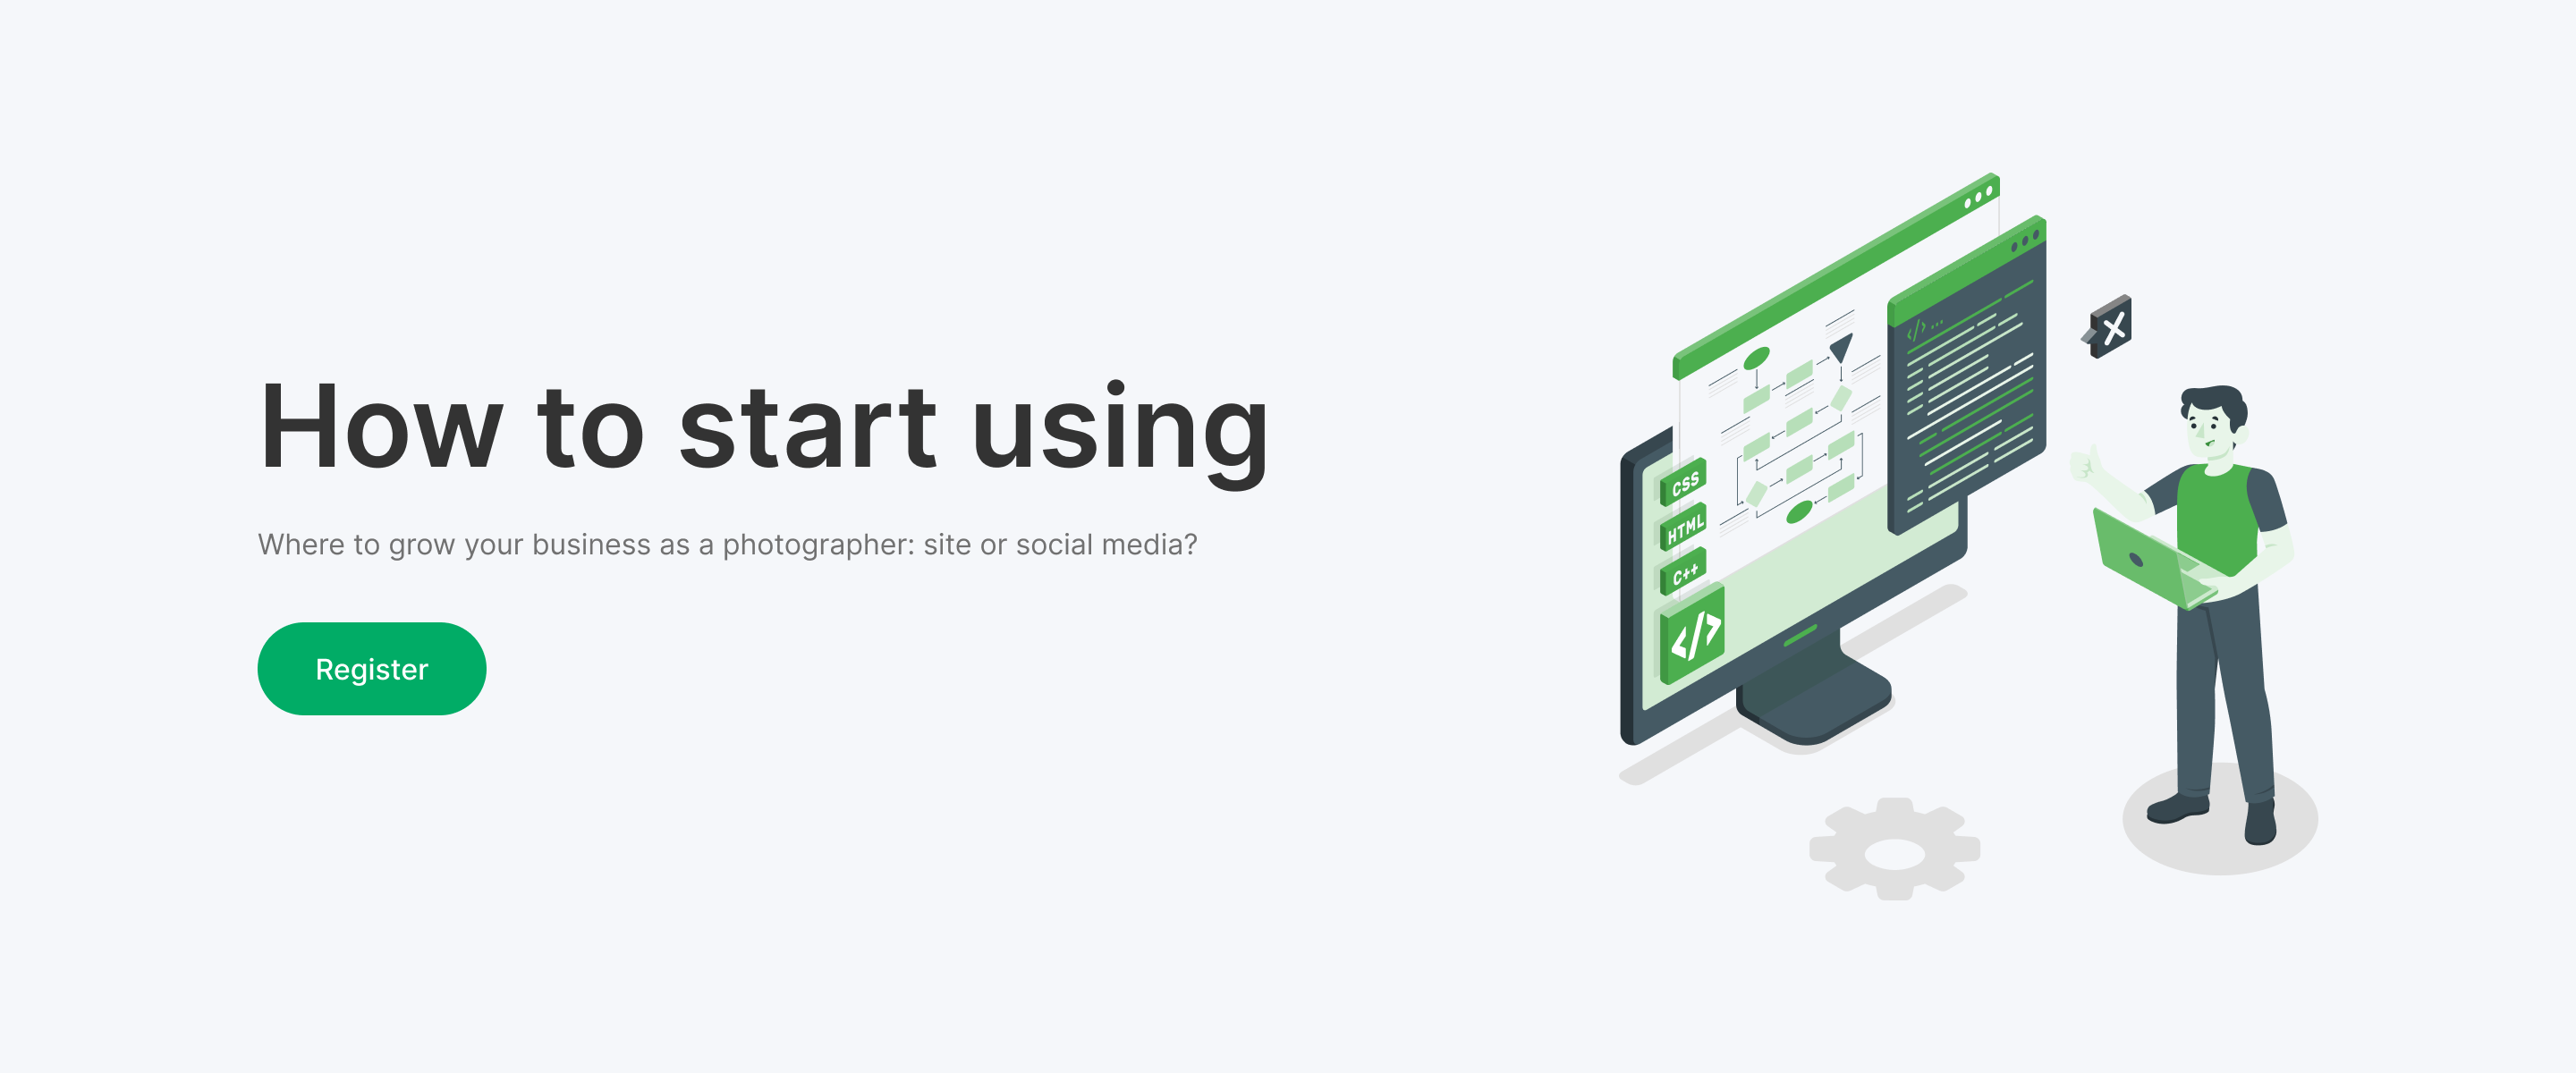 How to start using
Where to grow your business as a photographer: site or social media?
Register
CSS
HTML
C++
</>
</> ...